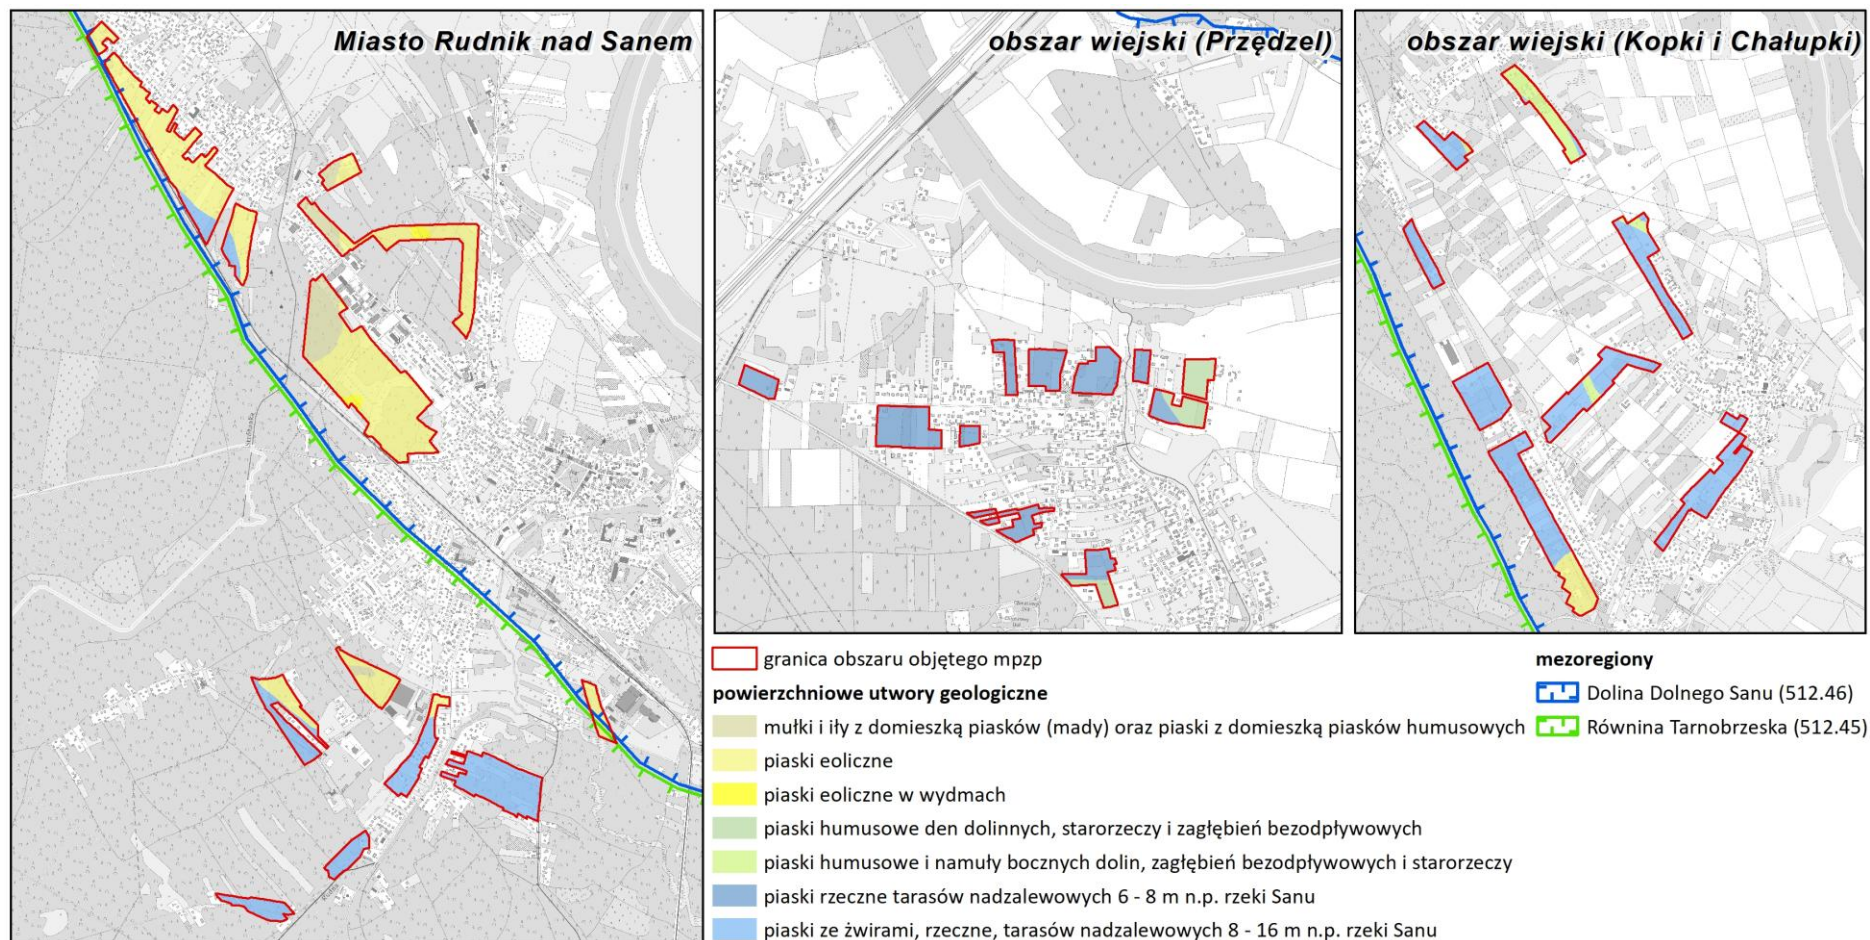 Miasto Rudnik nad Sanem
obszar wiejski (Przędzel)
obszar wiejski (Kopki i Chałupki)
granica obszaru objętego mpzp
powierzchniowe utwory geologiczne
mułki i iły z domieszką piasków (mady) oraz piaski z domieszką piasków humusowych
piaski eoliczne
piaski eoliczne w wydmach
piaski humusowe den dolinnych, starorzeczy i zagłębień bezodpływowych
piaski humusowe i namuły bocznych dolin, zagłębień bezodpływowych i starorzeczy
piaski rzeczne tarasów nadzalewowych 6 - 8 m n.p. rzeki Sanu
piaski ze żwirami, rzeczne, tarasów nadzalewowych 8 - 16 m n.p. rzeki Sanu
mezoregiony
Dolina Dolnego Sanu (512.46)
Równina Tarnobrzeska (512.45)